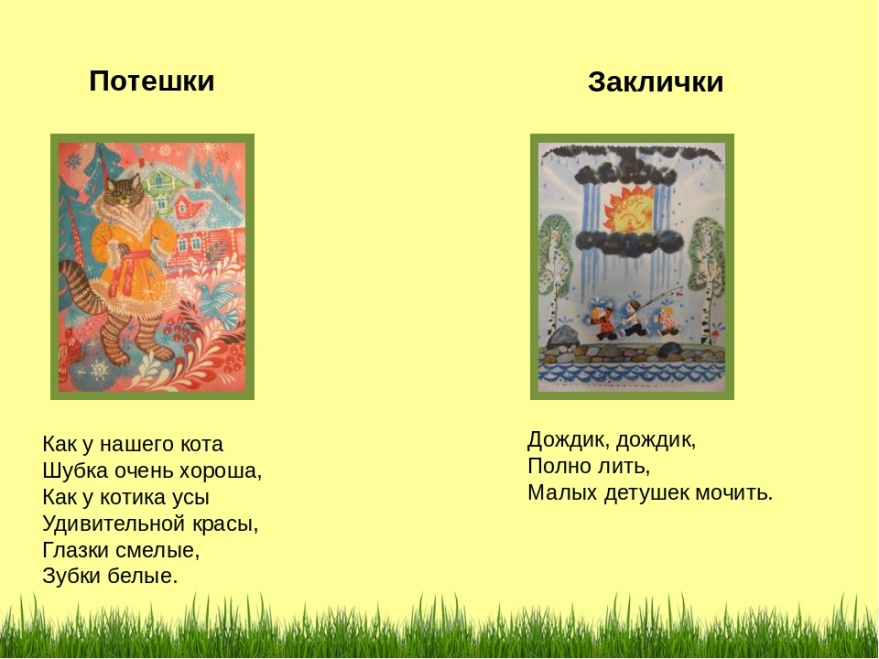 Потешки
Как у нашего кота
Шубка очень хороша,
Как у котика усы
Удивительной красы,
Глазки смелые,
Зубки белые.
Заклички
Дождик, дождик,
Полно лить,
Малых детушек мочить.